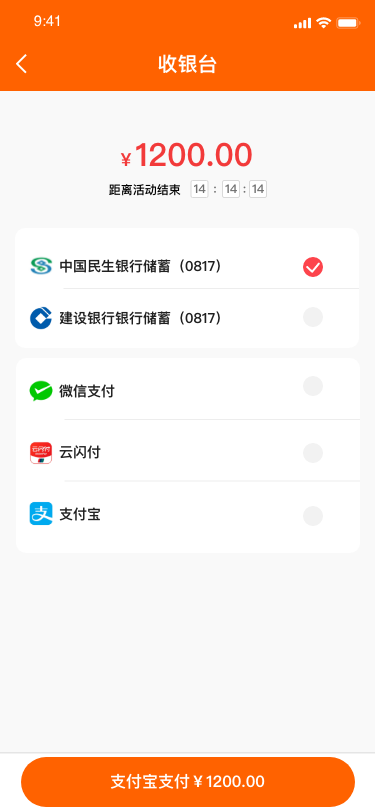 9:41
收银台
¥1200.00
距离活动结束 14 : 14 : 14
中国民生银行储蓄（0817）
建设银行银行储蓄（0817）
微信支付
云闪付
支付宝
支付宝支付¥1200.00